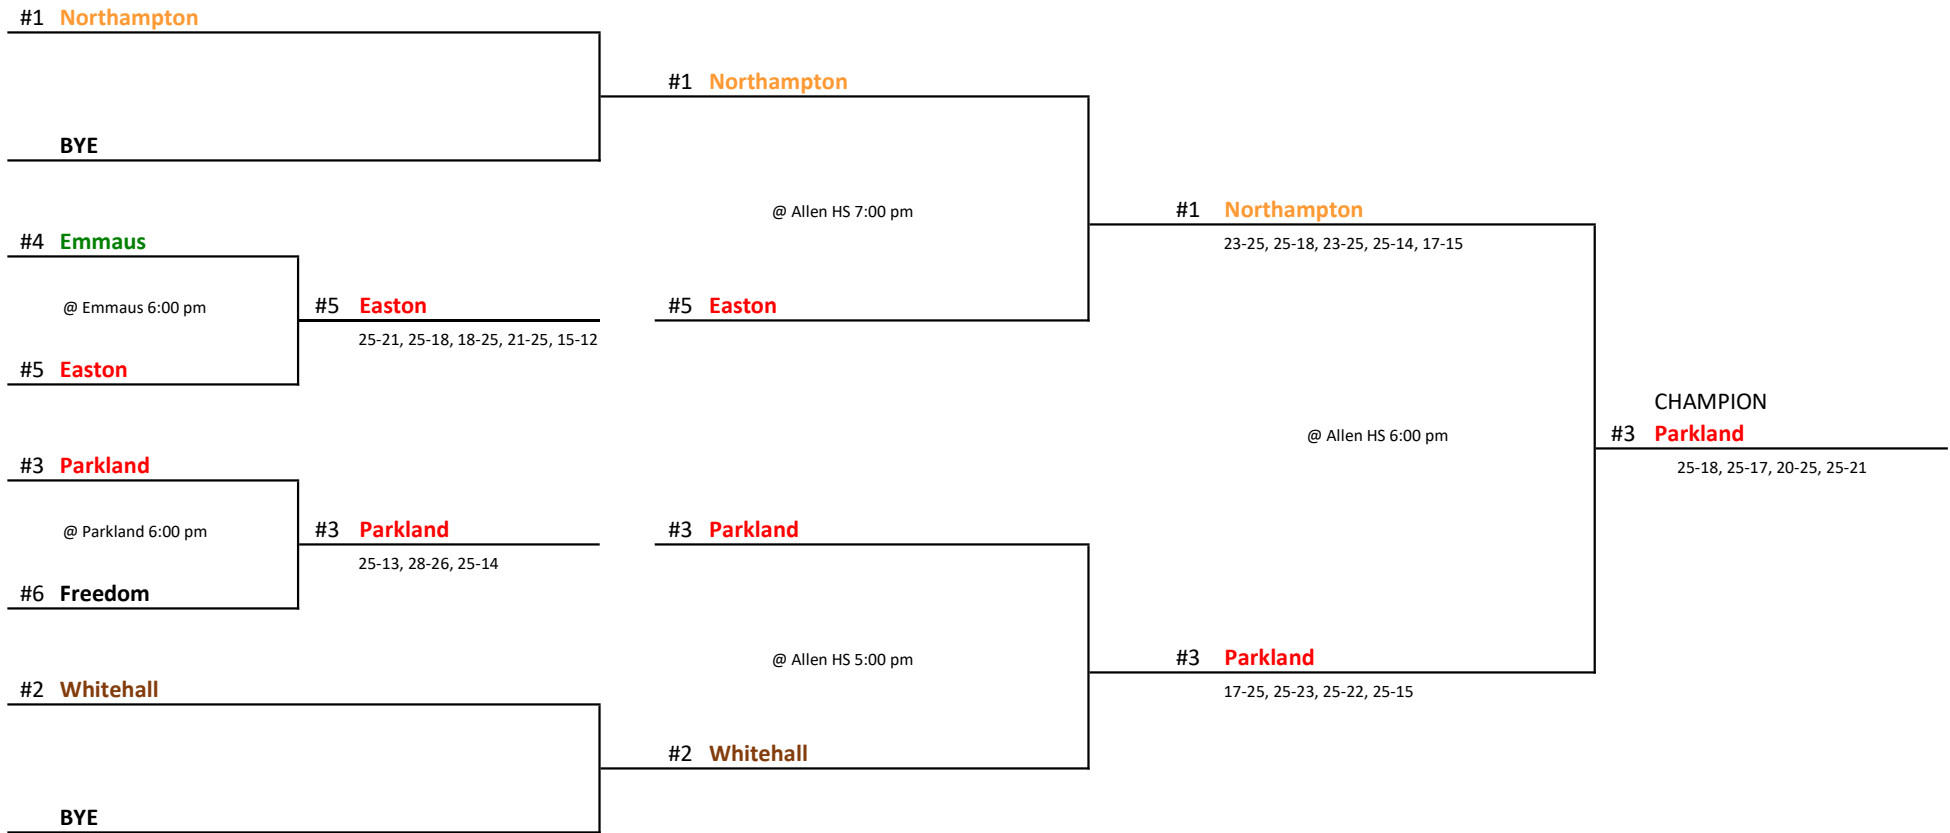 #1 Northampton
#1 Northampton
BYE
@ Allen HS 7:00 pm
#1 Northampton
23-25, 25-18, 23-25, 25-14, 17-15
#4 Emmaus
@ Emmaus 6:00 pm
#5 Easton
25-21, 25-18, 18-25, 21-25, 15-12
#5 Easton
#5 Easton
CHAMPION
@ Allen HS 6:00 pm
#3 Parkland
25-18, 25-17, 20-25, 25-21
#3 Parkland
@ Parkland 6:00 pm
#3 Parkland
25-13, 28-26, 25-14
#3 Parkland
#6 Freedom
@ Allen HS 5:00 pm
#3 Parkland
17-25, 25-23, 25-22, 25-15
#2 Whitehall
#2 Whitehall
BYE